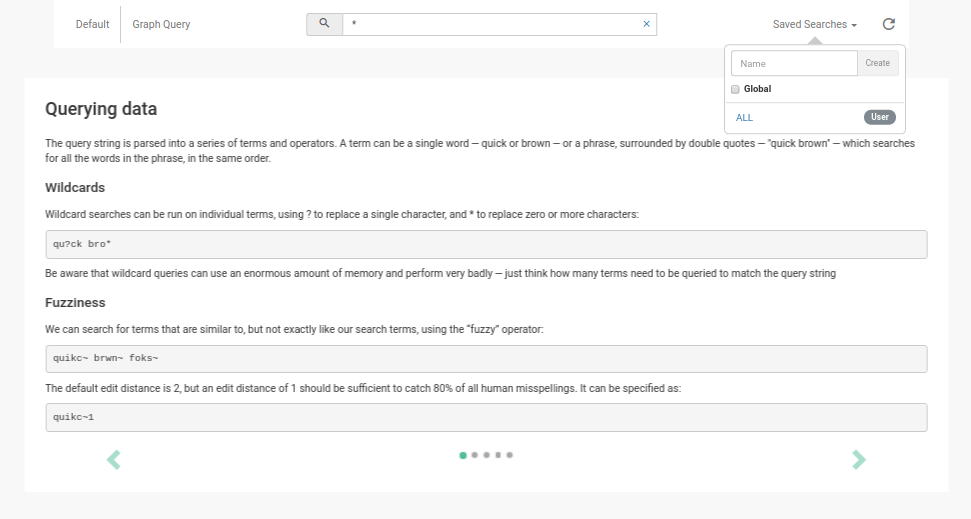 Default Graph Query * × Saved Searches
Name Create
Global
ALL User
Querying data
The query string is parsed into a series of terms and operators. A term can be a single word – quick or brown – or a phrase, surrounded by double quotes – "quick brown" – which searches
for all the words in the phrase, in the same order.
Wildcards
Wildcard searches can be run on individual terms, using ? to replace a single character, and * to replace zero or more characters:
qu?ck bro*
Be aware that wildcard queries can use an enormous amount of memory and perform very badly – just think how many terms need to be queried to match the query string
Fuzziness
We can search for terms that are similar to, but not exactly like our search terms, using the “fuzzy” operator:
quikc~ brwn~ foks~
The default edit distance is 2, but an edit distance of 1 should be sufficient to catch 80% of all human misspellings. It can be specified as:
quikc~1